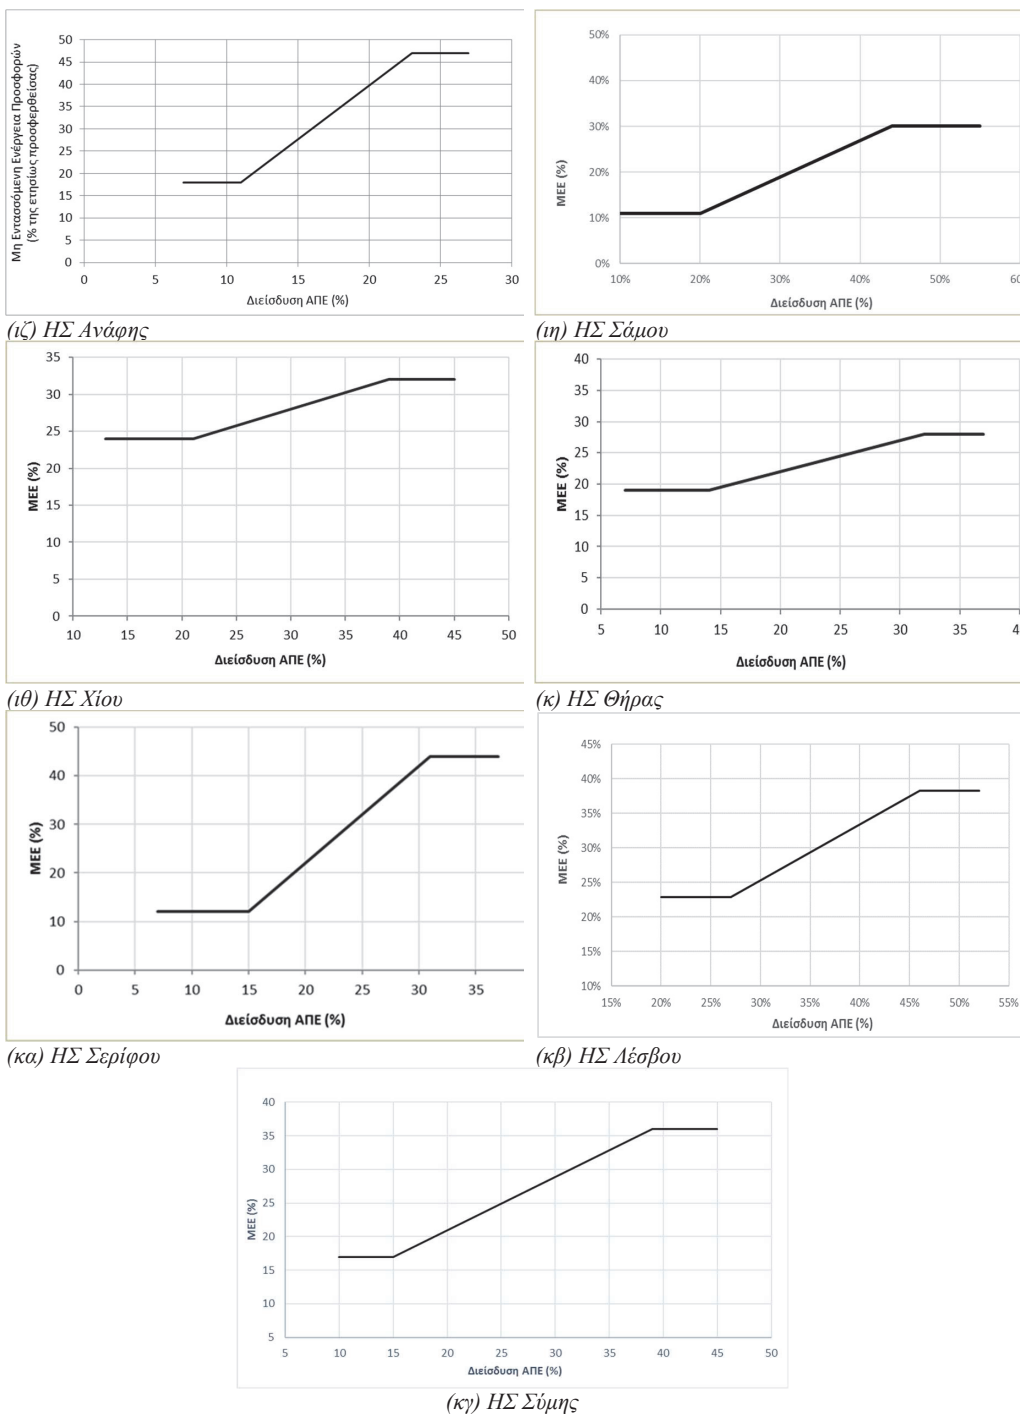 Μη Εντασσόμενη Ενέργεια Προσφορών
(% της ετησίως προσφερθείσας)
50
45
40
35
30
25
20
15
10
5
0
0 5 10 15 20 25 30
Διείσδυση ΑΠΕ (%)
(ιζ) ΗΣ Ανάφης
ΜΕΕ (%)
50%
40%
30%
20%
10%
0%
10% 20% 30% 40% 50% 60
Διείσδυση ΑΠΕ (%)
(ιη) ΗΣ Σάμου
ΜΕΕ (%)
35
30
25
20
15
10
5
0
10 15 20 25 30 35 40 45 50
Διείσδυση ΑΠΕ (%)
(ιθ) ΗΣ Χίου
ΜΕΕ (%)
40
35
30
25
20
15
10
5
0
5 10 15 20 25 30 35 4
Διείσδυση ΑΠΕ (%)
(κ) ΗΣ Θήρας
ΜΕΕ (%)
50
40
30
20
10
0
0 5 10 15 20 25 30 35
Διείσδυση ΑΠΕ (%)
(κα) ΗΣ Σερίφου
ΜΕΕ (%)
45%
40%
35%
30%
25%
20%
15%
10%
15% 20% 25% 30% 35% 40% 45% 50% 55%
Διείσδυση ΑΠΕ (%)
(κβ) ΗΣ Λέσβου
ΜΕΕ (%)
40
35
30
25
20
15
10
5
5 10 15 20 25 30 35 40 45 50
Διείσδυση ΑΠΕ (%)
(κγ) ΗΣ Σύμης